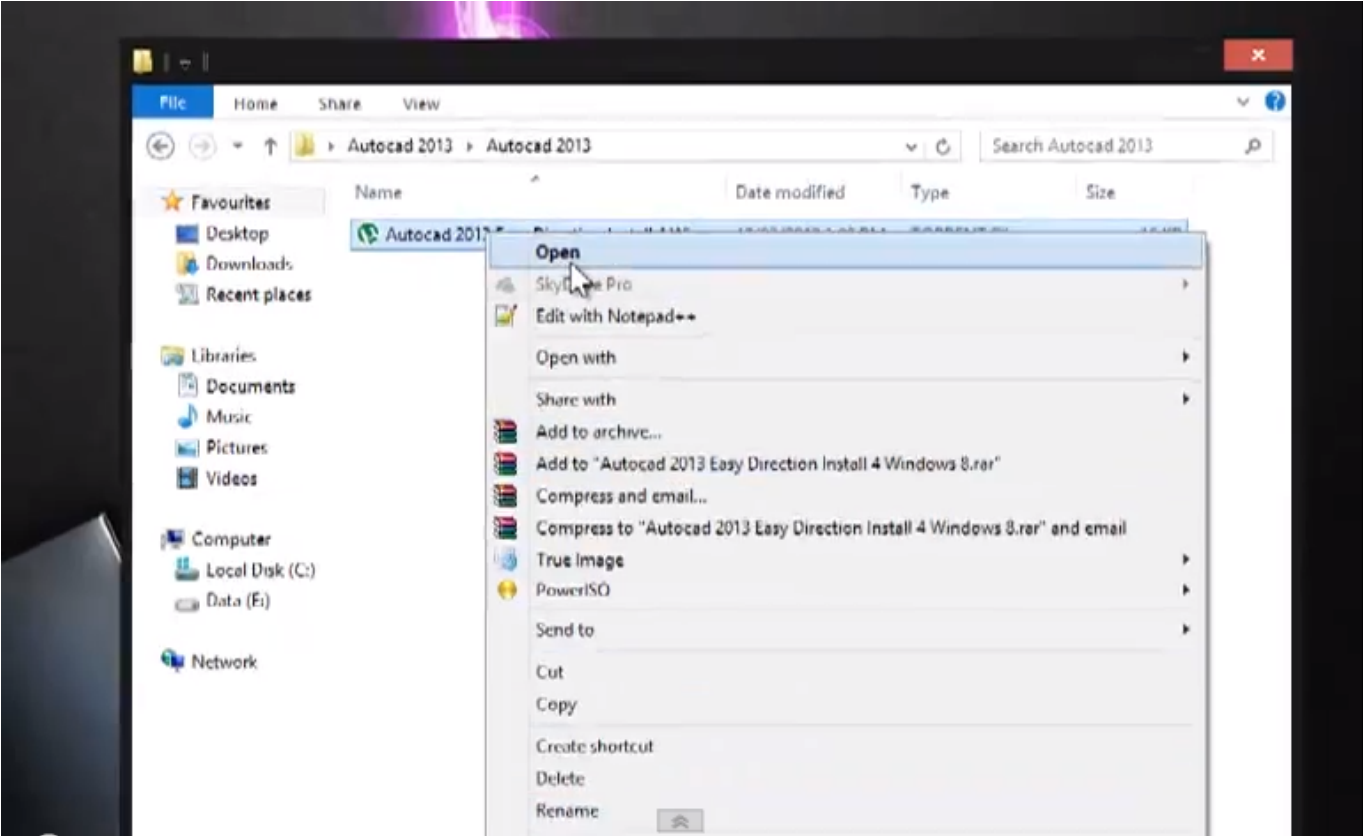 File Home Share View
Autocad 2013 Autocad 2013 Search Autocad 2013
Name Date modified Type Size
Favourites
Desktop
Downloads
Recent places
Libraries
Documents
Music
Pictures
Videos
Computer
Local Disk (C:)
Data (E:)
Network
Autocad 2013
Open
SkyDrive Pro
Edit with Notepad++
Open with
Share with
Add to archive...
Add to "Autocad 2013 Easy Direction Install 4 Windows 8.rar"
Compress and email...
Compress to "Autocad 2013 Easy Direction Install 4 Windows 8.rar" and email
True Image
PowerISO
Send to
Cut
Copy
Create shortcut
Delete
Rename